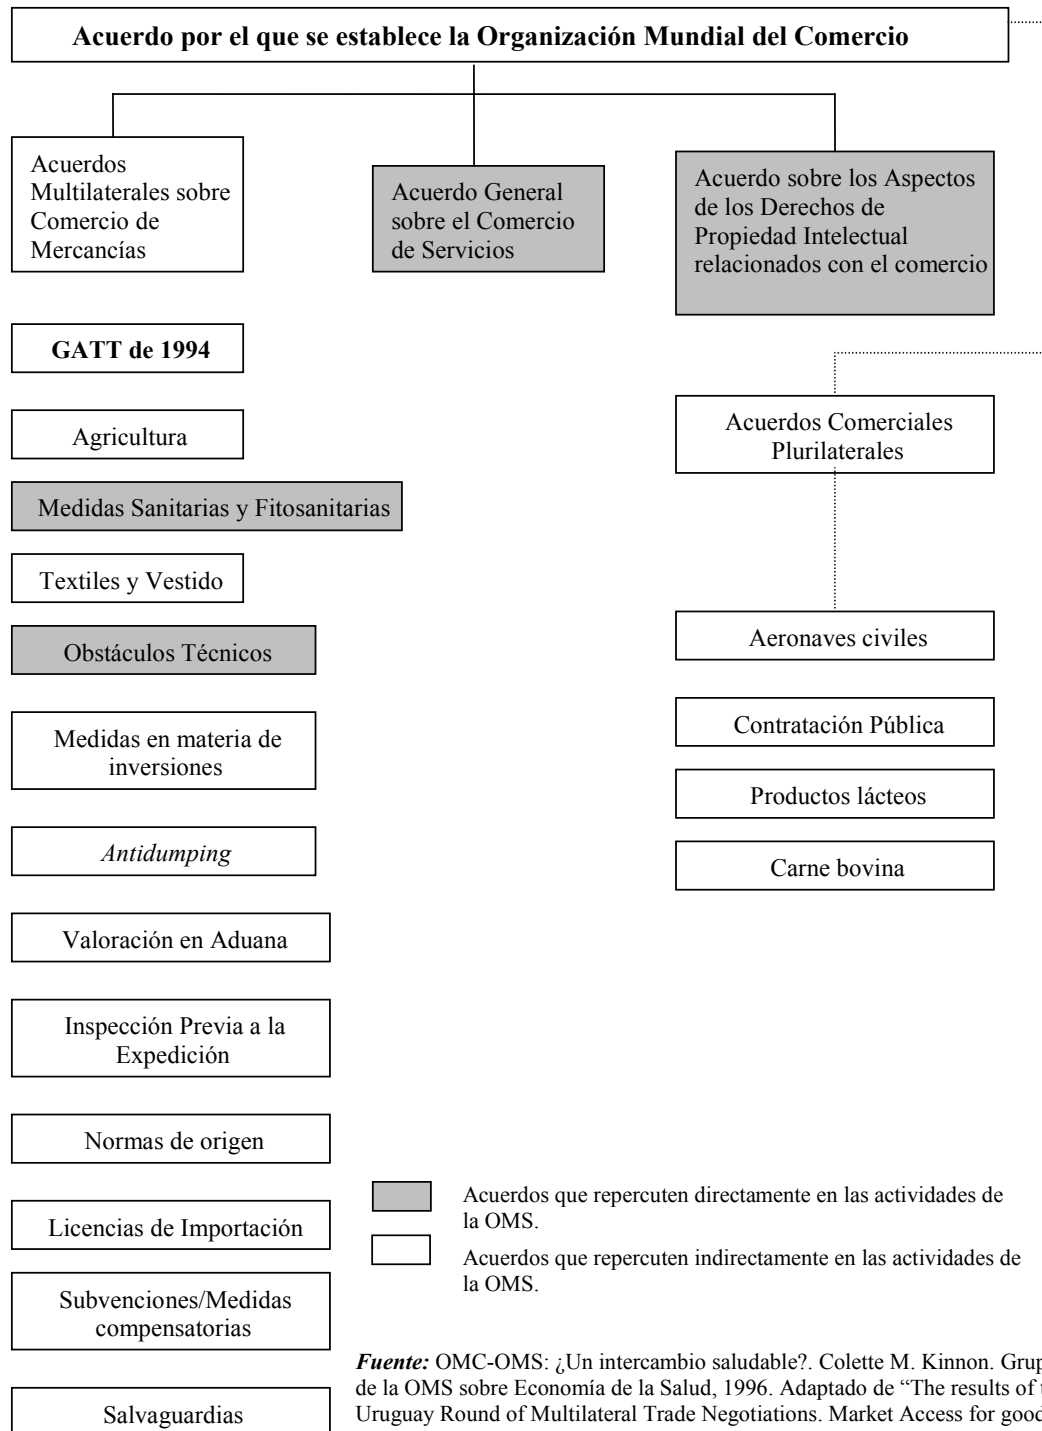 Acuerdo por el que se establece la Organización Mundial del Comercio
Acuerdos
Multilaterales sobre
Comercio de
Mercancías
Acuerdo General
sobre el Comercio
de Servicios
Acuerdo sobre los Aspectos
de los Derechos de
Propiedad Intelectual
relacionados con el comercio
GATT de 1994
Agricultura
Medidas Sanitarias y Fitosanitarias
Textiles y Vestido
Obstáculos Técnicos
Medidas en materia de
inversiones
Antidumping
Valoración en Aduana
Inspección Previa a la
Expedición
Normas de origen
Licencias de Importación
Subvenciones/Medidas
compensatorias
Salvaguardias
Acuerdos Comerciales
Plurilaterales
Aeronaves civiles
Contratación Pública
Productos lácteos
Carne bovina
Acuerdos que repercuten directamente en las actividades de
la OMS.
Acuerdos que repercuten indirectamente en las actividades de
la OMS.
Fuente: OMC-OMS: ¿Un intercambio saludable?. Colette M. Kinnon.
de la OMS sobre Economía de la Salud, 1996. Adaptado de “The results of
Uruguay Round of Multilateral Trade Negotiations. Market Access for